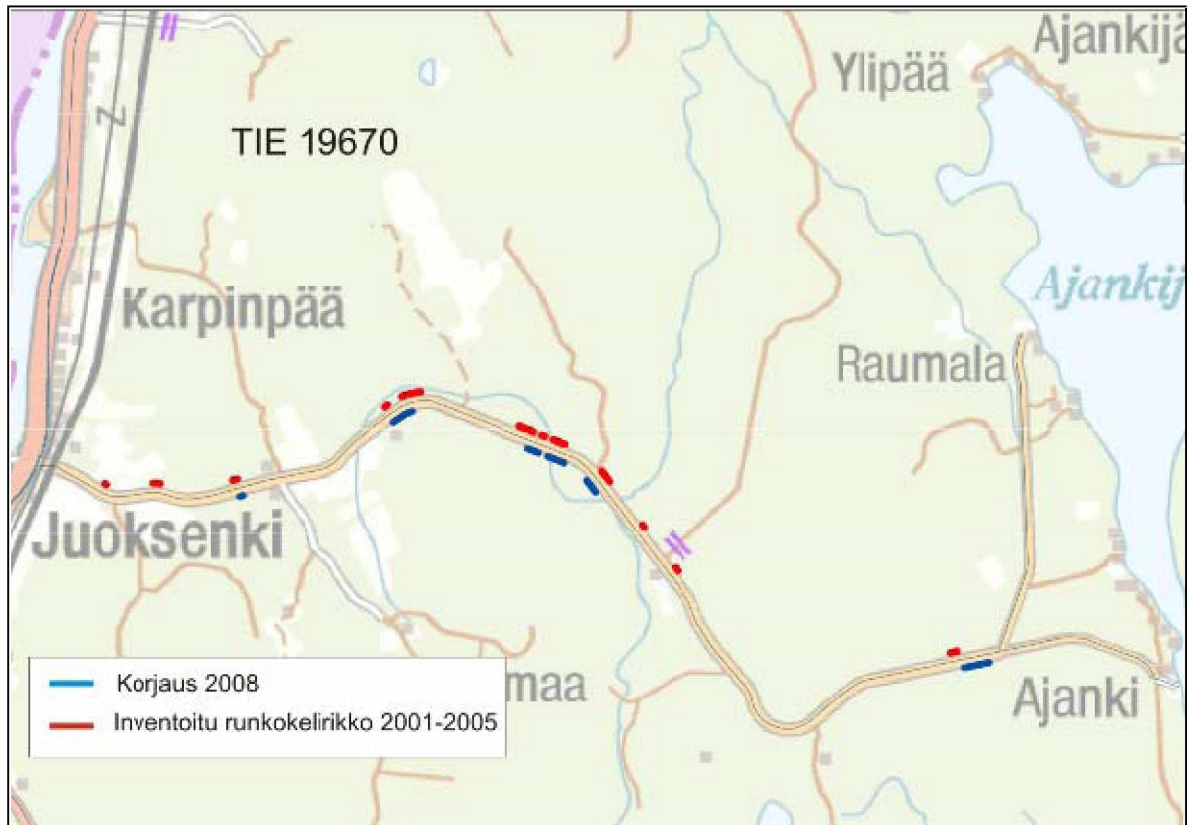 Ajankijä
Ylipää
TIE 19670
Z
Ajankij
Karpinpää
Raumala
Juoksenki
maa
Ajanki
Korjaus 2008
Inventoitu runkokelirikko 2001-2005